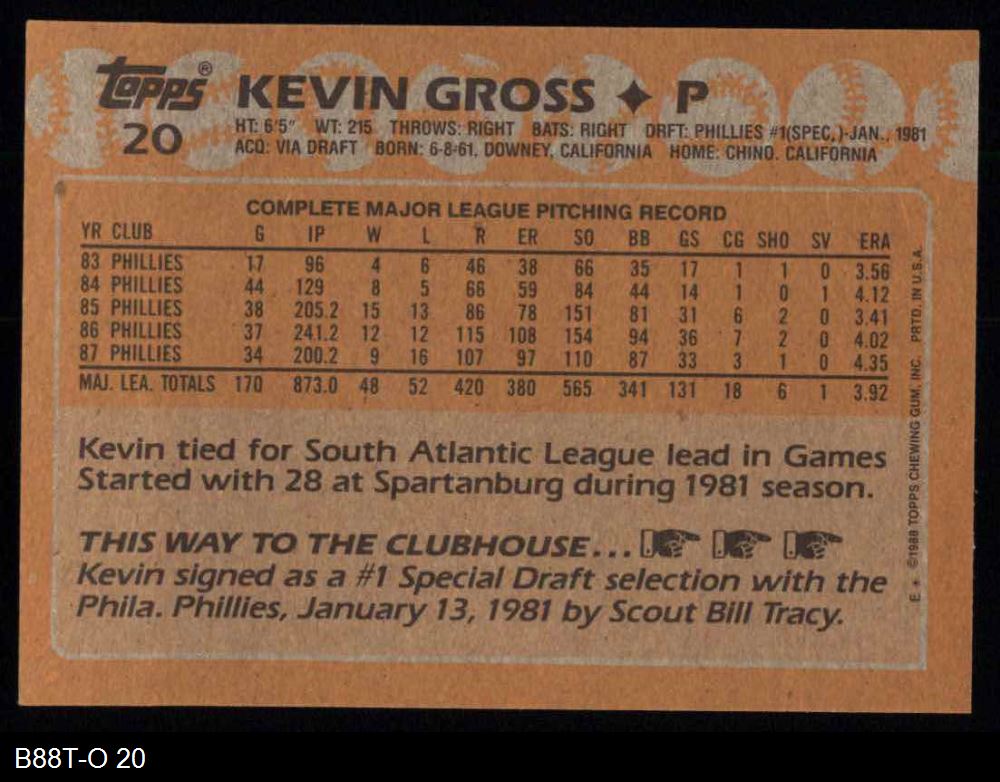 Topps® KEVIN GROSS ✦ P
20
HT: 6'5" WT: 215 THROWS: RIGHT BATS: RIGHT DRFT: PHILLIES #1(SPEC,)-JAN., 1981
ACQ: VIA DRAFT BORN: 6-8-61, DOWNEY, CALIFORNIA HOME: CHINO, CALIFORNIA
COMPLETE MAJOR LEAGUE PITCHING RECORD
YR CLUB G IP W L R ER SO BB GS CG SHO SV ERA
83 PHILLIES 17 96 4 6 46 38 66 35 17 1 1 0 3.56
84 PHILLIES 44 129 8 5 66 59 84 44 14 1 0 1 4.12
85 PHILLIES 38 205.2 15 13 86 78 151 81 31 6 2 0 3.41
86 PHILLIES 37 241.2 12 12 115 108 154 94 36 7 2 0 4.02
87 PHILLIES 34 200.2 9 16 107 97 110 87 33 3 1 0 4.35
MAJ. LEA. TOTALS 170 873.0 48 52 420 380 565 341 131 18 6 1 3.92
Kevin tied for South Atlantic League lead in Games
Started with 28 at Spartanburg during 1981 season.
THIS WAY TO THE CLUBHOUSE...
Kevin signed as a #1 Special Draft selection with the
Phila. Phillies, January 13, 1981 by Scout Bill Tracy.
E * ©1988 TOPPS CHEWING GUM, INC. PRTD. IN U.S.A.
B88T-O 20